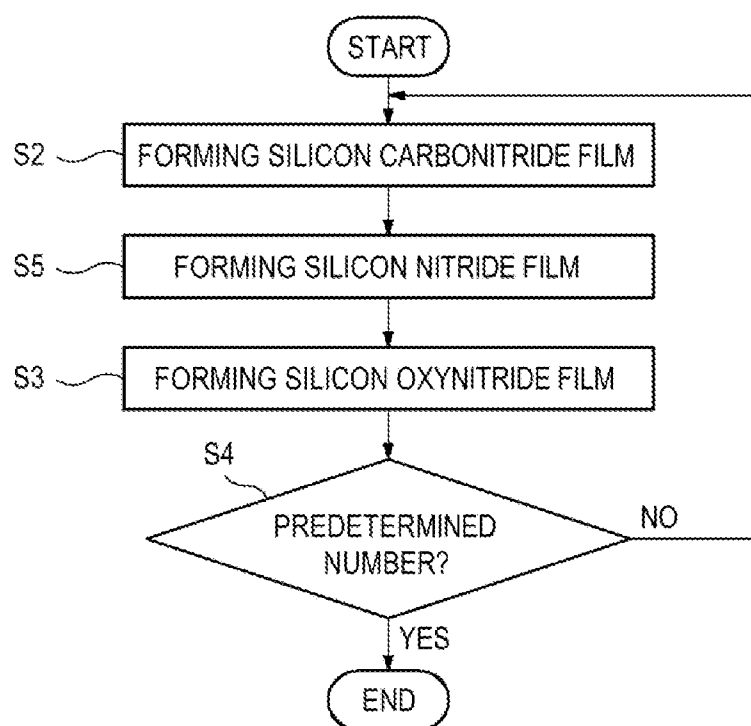 START
S2 FORMING SILICON CARBONITRIDE FILM
S5 FORMING SILICON NITRIDE FILM
S3 FORMING SILICON OXYNITRIDE FILM
S4
PREDETERMINED
NUMBER?
NO
YES
END